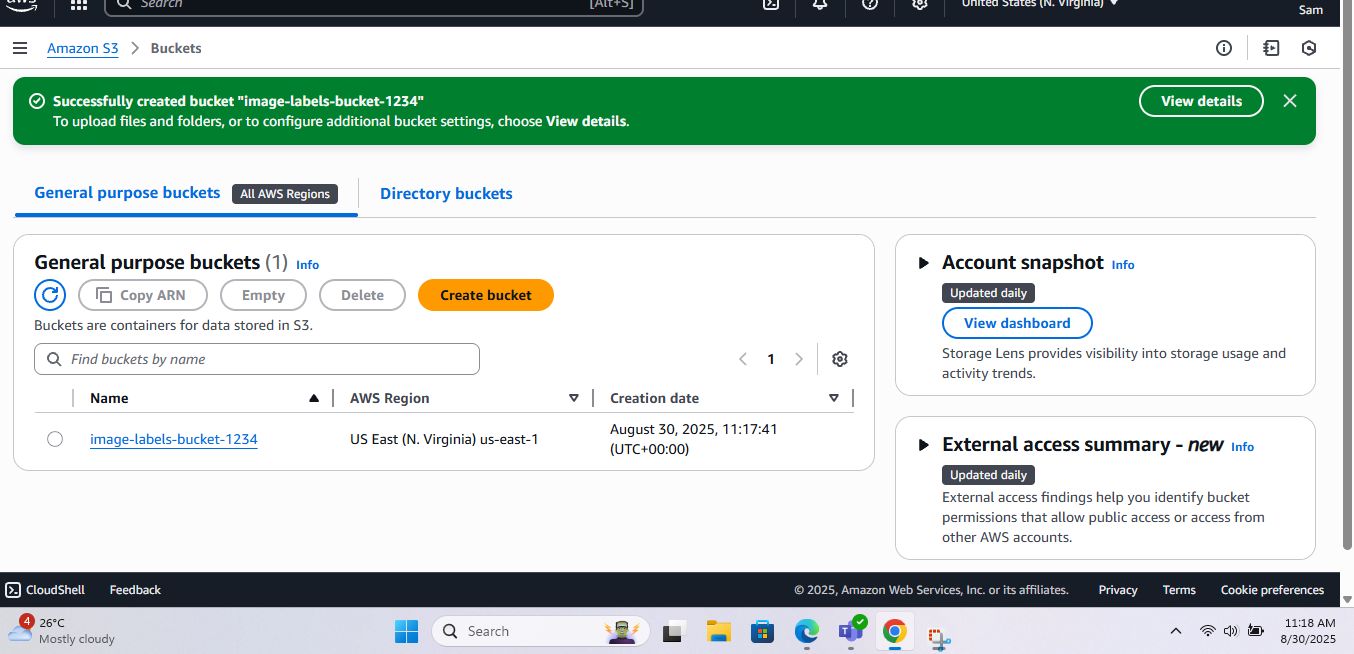 aws
Search
[Alt+S]
United States (N. Virginia)
Sam
Amazon S3
Buckets
Successfully created bucket "image-labels-bucket-1234"
To upload files and folders, or to configure additional bucket settings, choose View details.
View details
General purpose buckets
All AWS Regions
Directory buckets
General purpose buckets (1) Info
Copy ARN
Empty
Delete
Create bucket
Buckets are containers for data stored in S3.
Find buckets by name
1
Name
AWS Region
Creation date
image-labels-bucket-1234
US East (N. Virginia) us-east-1
August 30, 2025, 11:17:41
(UTC+00:00)
Account snapshot Info
Updated daily
View dashboard
Storage Lens provides visibility into storage usage and
activity trends.
External access summary - new Info
Updated daily
External access findings help you identify bucket
permissions that allow public access or access from
other AWS accounts.
CloudShell
Feedback
© 2025, Amazon Web Services, Inc. or its affiliates.
Privacy
Terms
Cookie preferences
4
26°C
Mostly cloudy
Search
11:18 AM
8/30/2025